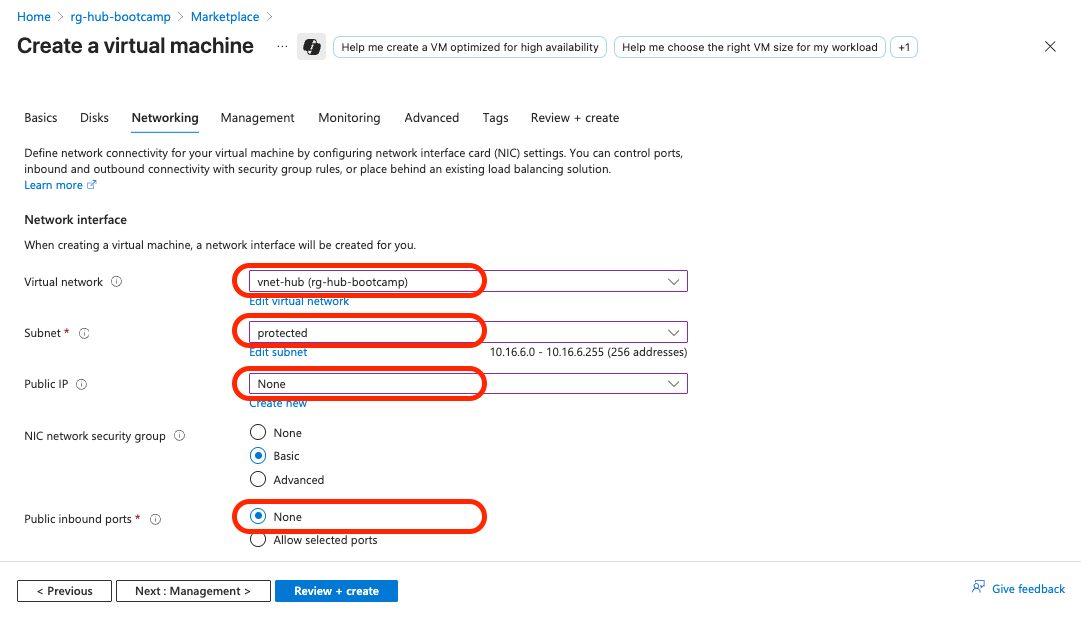 Home > rg-hub-bootcamp > Marketplace >
Create a virtual machine ... Help me create a VM optimized for high availability Help me choose the right VM size for my workload +1
Basics Disks Networking Management Monitoring Advanced Tags Review + create
Define network connectivity for your virtual machine by configuring network interface card (NIC) settings. You can control ports,
inbound and outbound connectivity with security group rules, or place behind an existing load balancing solution.
Learn more
Network interface
When creating a virtual machine, a network interface will be created for you.
Virtual network vnet-hub (rg-hub-bootcamp)
Edit virtual network
Subnet * protected
Edit subnet 10.16.6.0 - 10.16.6.255 (256 addresses)
Public IP None
Create new
NIC network security group None
Basic
Advanced
Public inbound ports * None
Allow selected ports
< Previous Next : Management > Review + create Give feedback